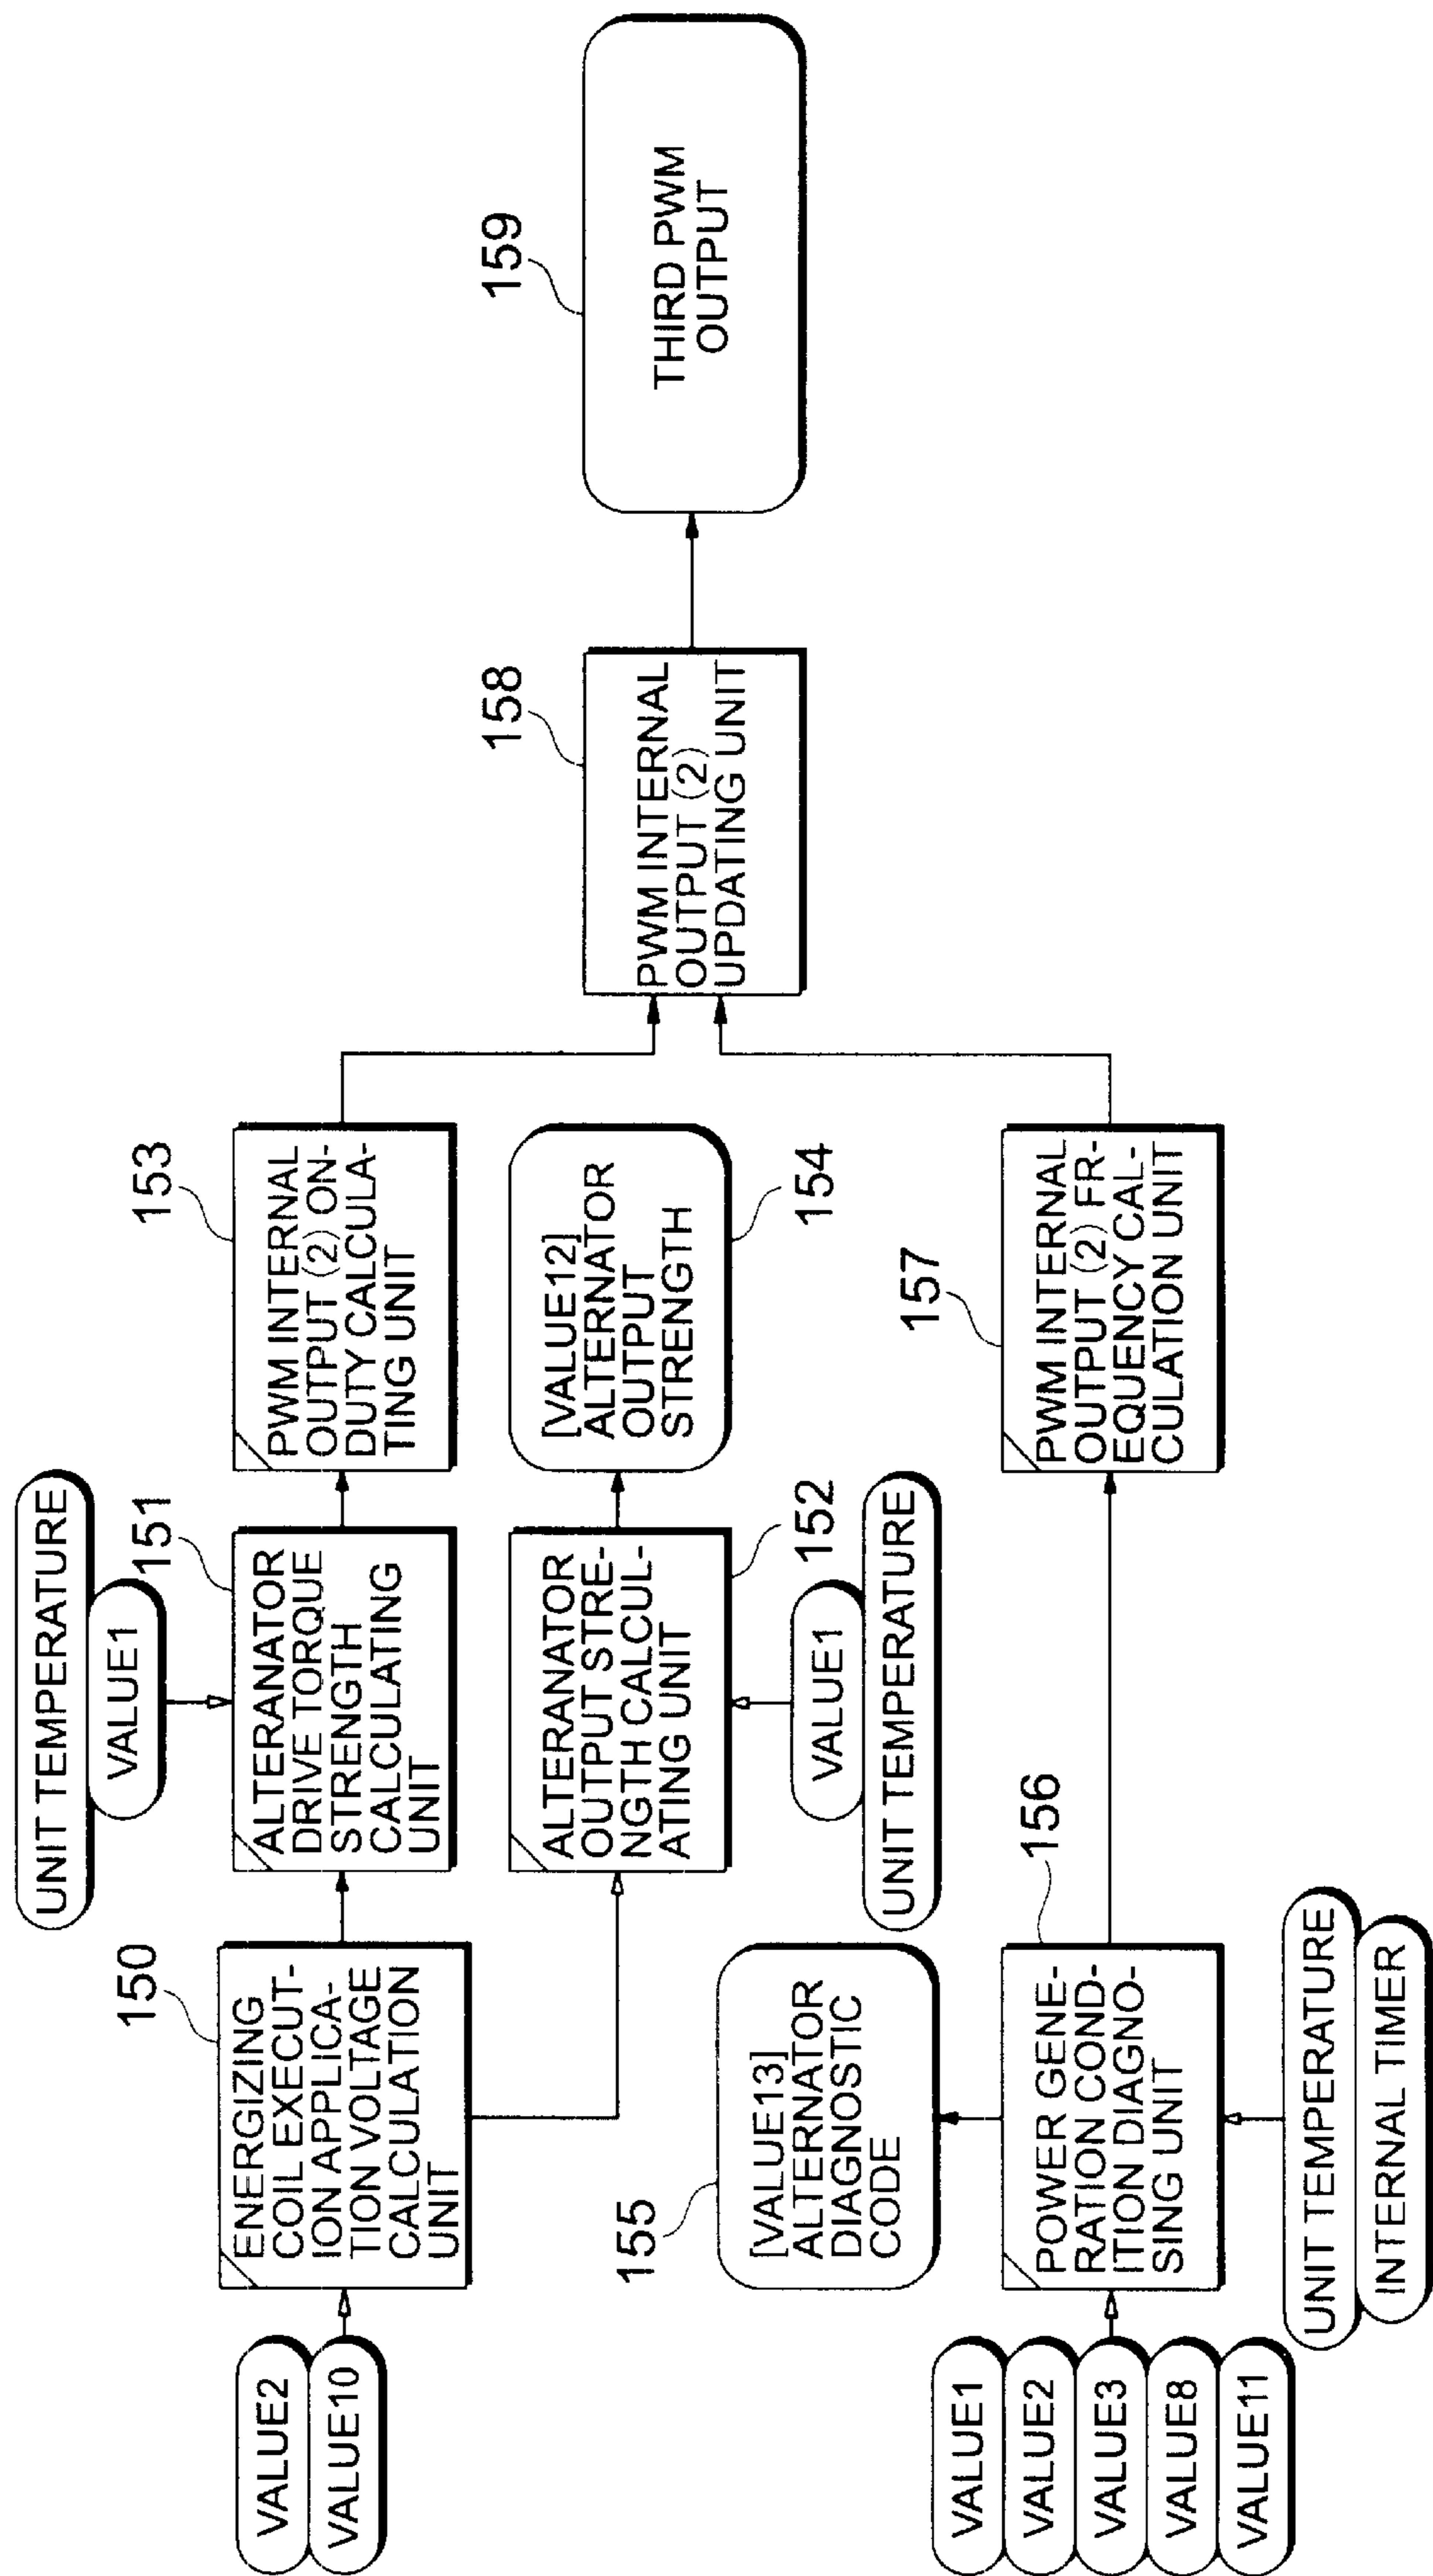 VALUE2
VALUE10
150
ENERGIZING
COIL EXECUT-
ION APPLICA-
TION VOLTAGE
CALCULATION
UNIT
UNIT TEMPERATURE
VALUE1
151
ALTERANATOR
DRIVE TORQUE
STRENGTH
CALCULATING
UNIT
153
PWM INTERNAL
OUTPUT (2) ON-
DUTY CALCULA-
TING UNIT
ALTERANATOR
OUTPUT STRE-
NGTH CALCUL-
ATING UNIT
152
VALUE1
UNIT TEMPERATURE
[VALUE12]
ALTERNATOR
OUTPUT
STRENGTH
154
155
[VALUE13]
ALTERNATOR
DIAGNOSTIC
CODE
VALUE1
VALUE2
VALUE3
VALUE8
VALUE11
156
POWER GENE-
RATION COND-
ITION DIAGNO-
SING UNIT
UNIT TEMPERATURE
INTERNAL TIMER
157
PWM INTERNAL
OUTPUT (2) FR-
EQUENCY CAL-
CULATION UNIT
158
PWM INTERNAL
OUTPUT (2)
UPDATING UNIT
159
THIRD PWM
OUTPUT